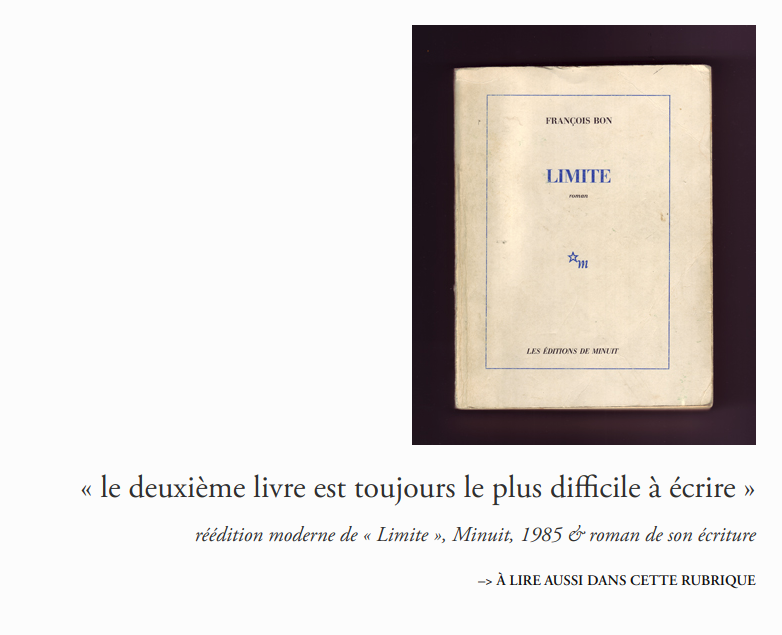 FRANÇOIS BON
LIMITE
roman
m
LES ÉDITIONS DE MINUIT
« le deuxième livre est toujours le plus difficile à écrire »
réédition moderne de « Limite », Minuit, 1985 & roman de son écriture
–> À LIRE AUSSI DANS CETTE RUBRIQUE